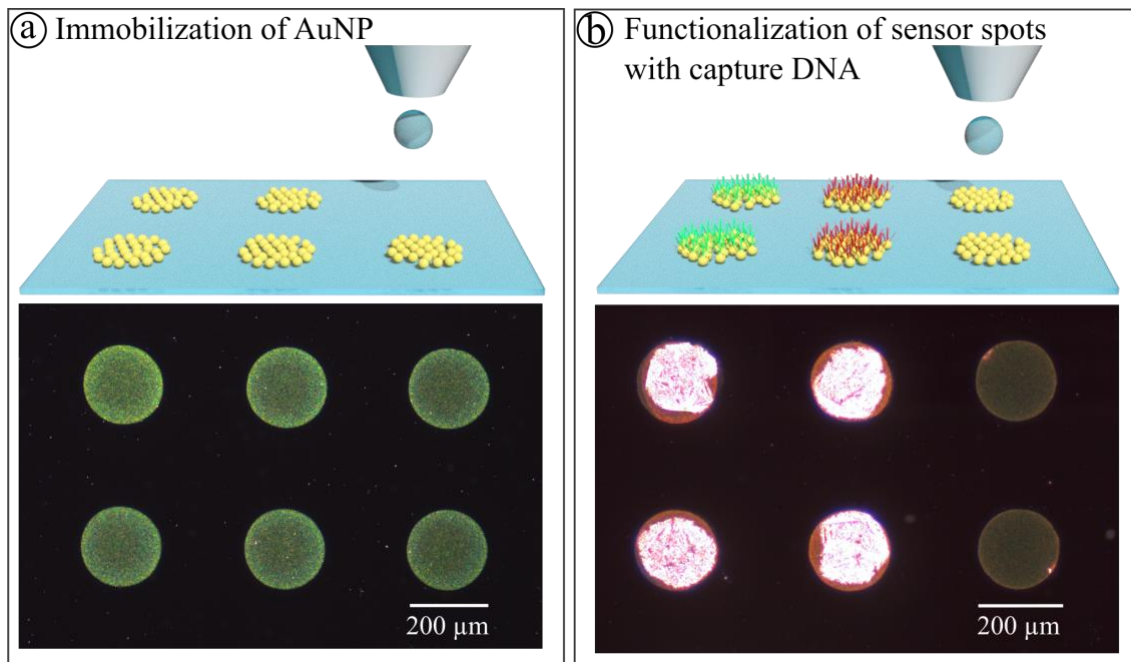 a Immobilization of AuNP
b Functionalization of sensor spots
with capture DNA
200 µm
200 µm